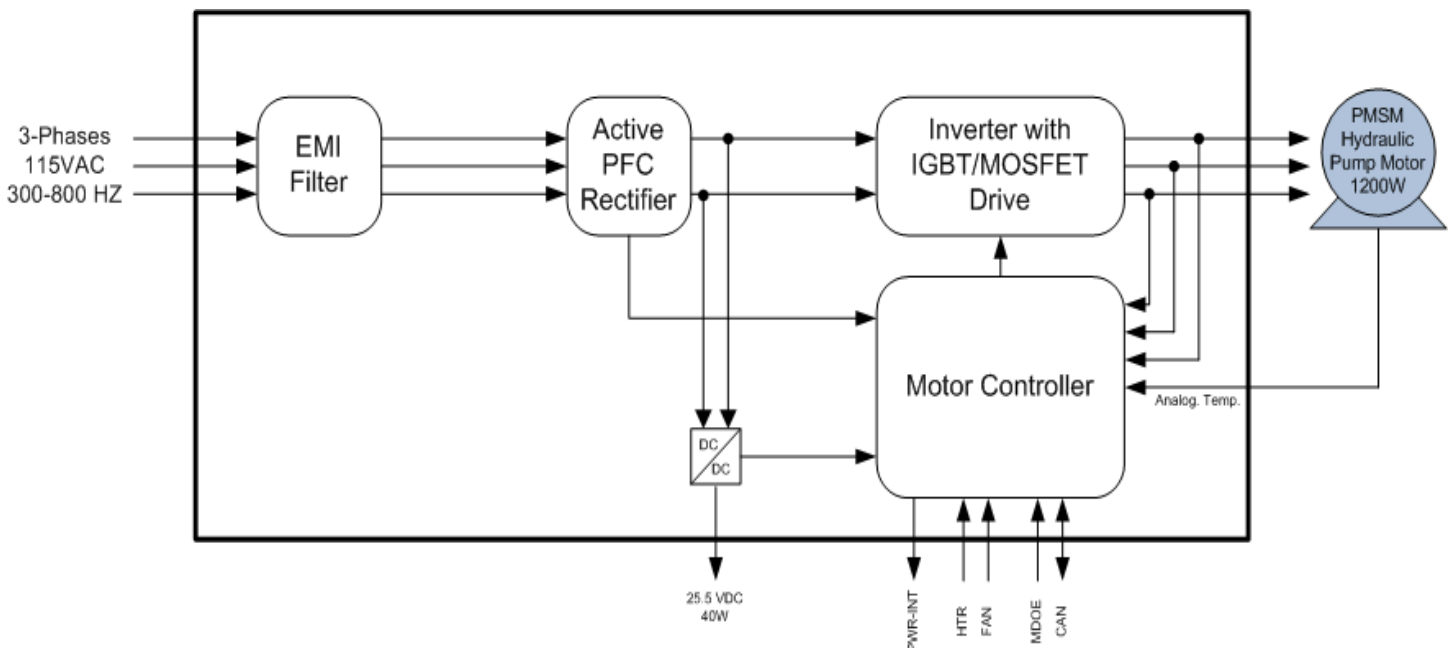 3-Phases
115VAC
300-800 HZ
EMI
Filter
Active
PFC
Rectifier
Inverter with
IGBT/MOSFET
Drive
PMSM
Hydraulic
Pump Motor
1200W
Motor Controller
Analog. Temp.
DC
DC
25.5 VDC
40W
PWR-INT
HTR
FAN
MDOE
CAN